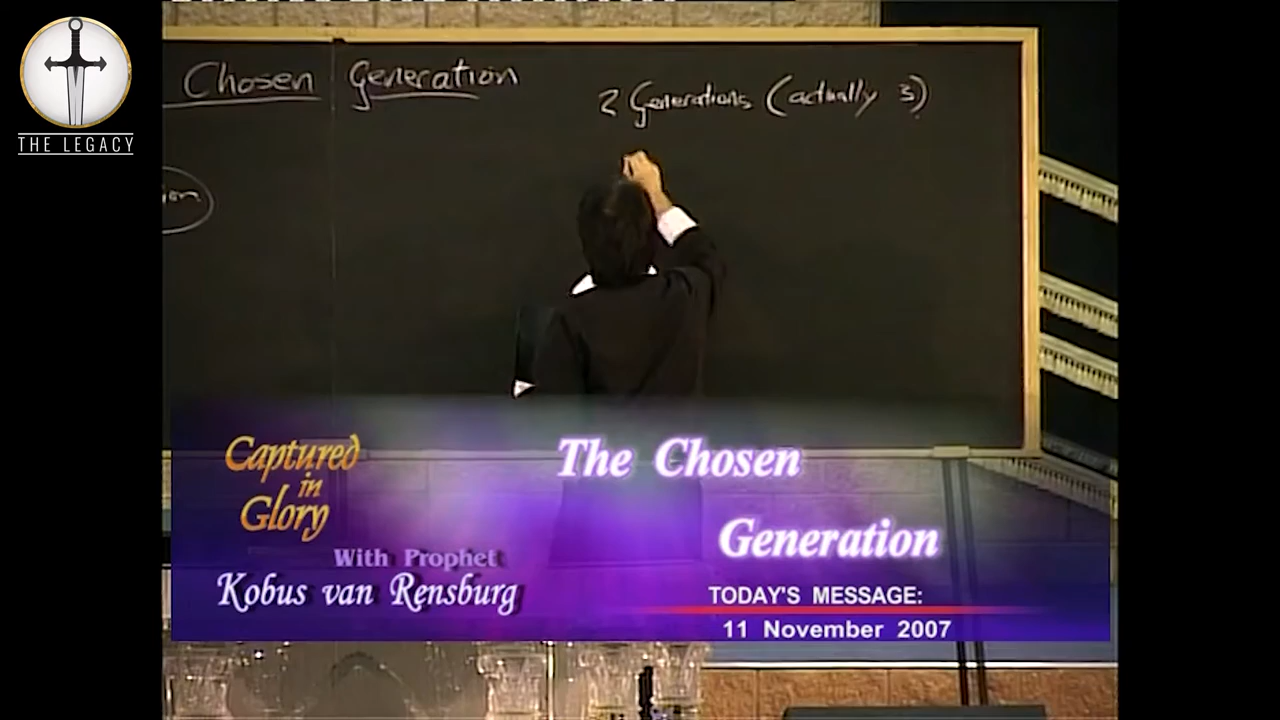 THE LEGACY
Chosen Generation
2 Generations (actually 3)
Captured
in
Glory
With Prophet
Kobus van Rensburg
The Chosen
Generation
TODAY'S MESSAGE:
11 November 2007